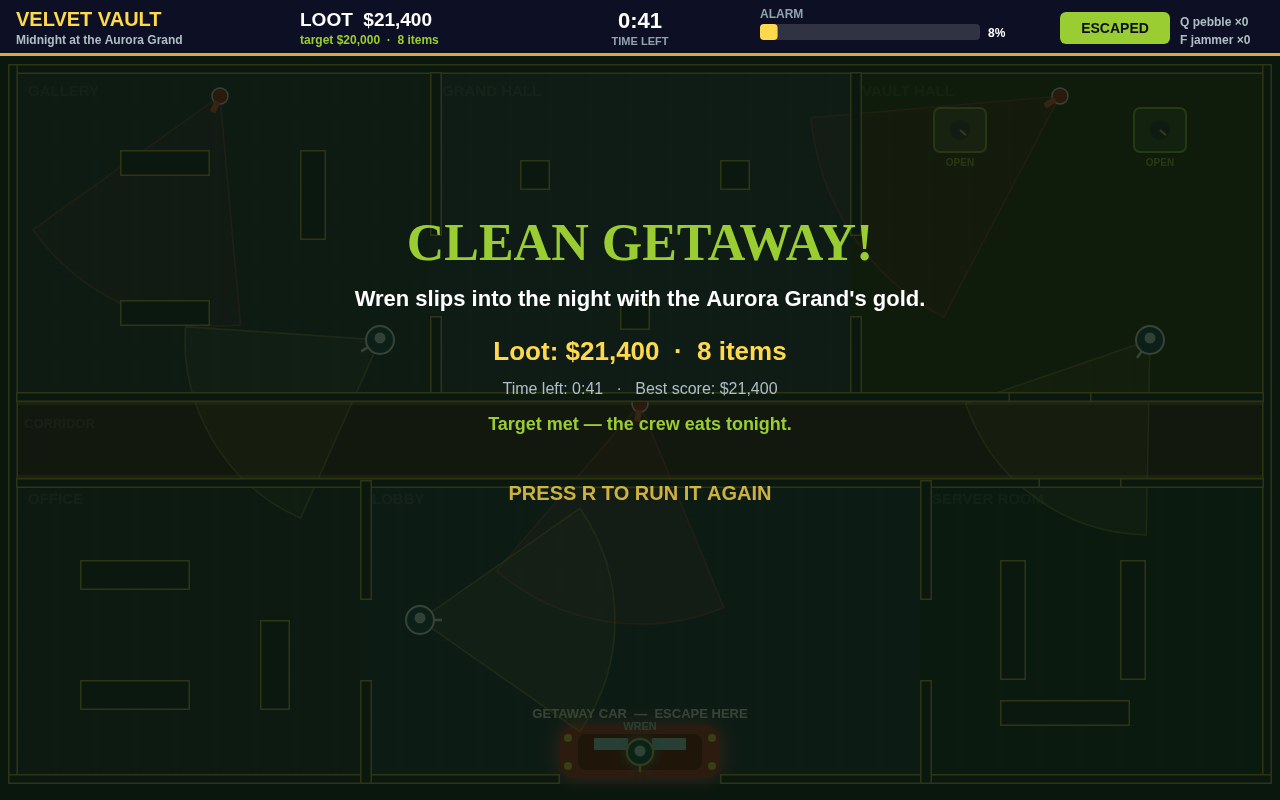 VELVET VAULT
Midnight at the Aurora Grand
LOOT $21,400
target $20,000 · 8 items
0:41
TIME LEFT
ALARM
8%
ESCAPED
Q pebble ×0
F jammer ×0
GALLERY
GRAND HALL
VAULT HALL
OPEN
OPEN
CLEAN GETAWAY!
Wren slips into the night with the Aurora Grand's gold.
Loot: $21,400 · 8 items
Time left: 0:41 · Best score: $21,400
Target met — the crew eats tonight.
CORRIDOR
PRESS R TO RUN IT AGAIN
OFFICE
LOBBY
SERVER ROOM
GETAWAY CAR — ESCAPE HERE
WREN